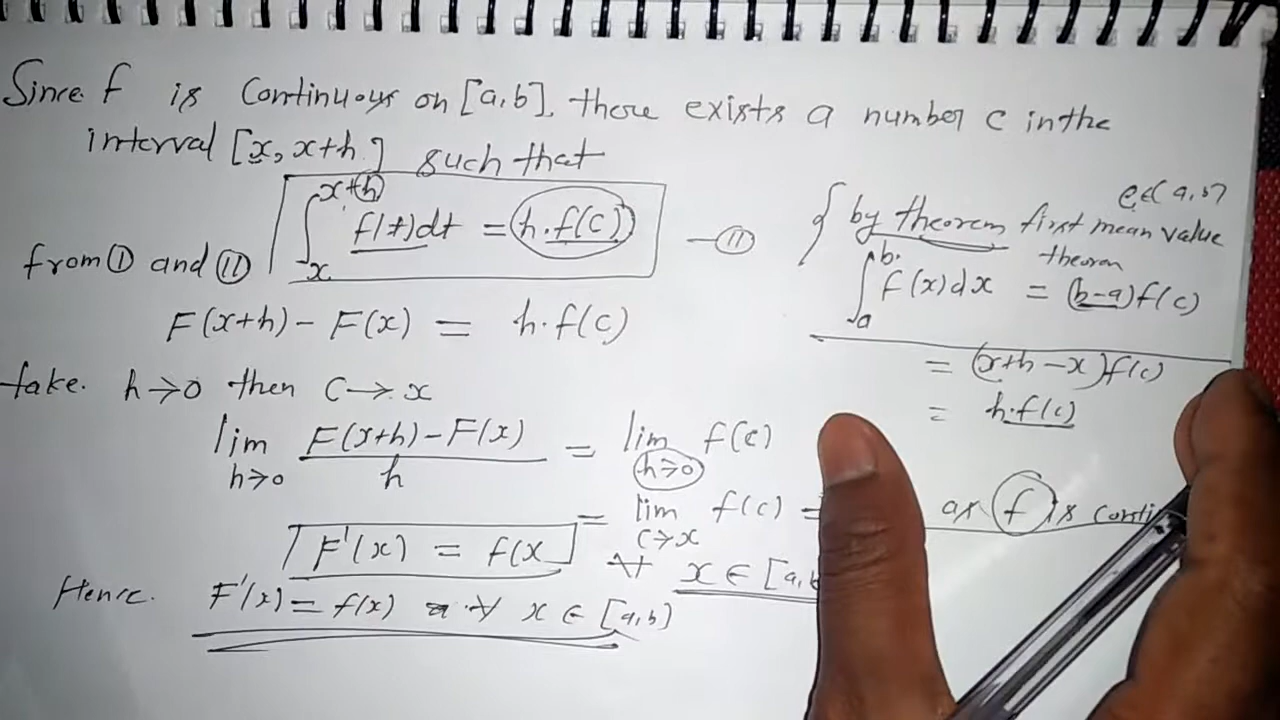 Since f is Continuous on [a,b], there exists a number c in the
interval [x, x+h] such that
∫_x^{x+h} f(t)dt = h.f(c) —(II)
from (I) and (II)
F(x+h) - F(x) = h.f(c)
take. h→0 then c→x
lim_{h→0} (F(x+h)-F(x))/h = lim_{h→0} f(c)
= lim_{c→x} f(c) =
F'(x) = f(x ∀ x ∈ [a,b
Hence. F'(x) = f(x) ∀ x ∈ [a,b)
{ by theorem first mean value
theorem
∫_a^b f(x)dx = (b-a)f(c)
= (x+h-x)f(c)
= h.f(c)
as f is conti